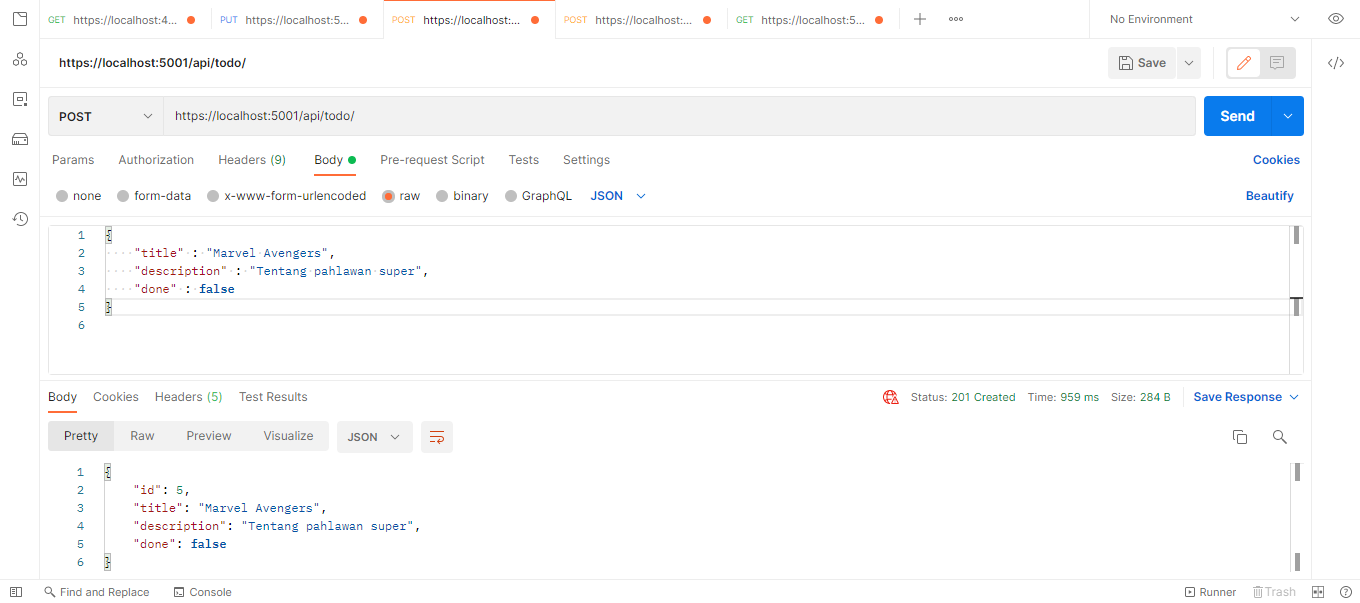 GET https://localhost:4... PUT https://localhost:5... POST https://localhost:... POST https://localhost:... GET https://localhost:5... No Environment
https://localhost:5001/api/todo/ Save
POST https://localhost:5001/api/todo/ Send
Params Authorization Headers (9) Body Pre-request Script Tests Settings Cookies
none form-data x-www-form-urlencoded raw binary GraphQL JSON Beautify
1 {
2 "title" : "Marvel Avengers",
3 "description" : "Tentang pahlawan super",
4 "done" : false
5 }
6
Body Cookies Headers (5) Test Results Status: 201 Created Time: 959 ms Size: 284 B Save Response
Pretty Raw Preview Visualize JSON
1 {
2 "id": 5,
3 "title": "Marvel Avengers",
4 "description": "Tentang pahlawan super",
5 "done": false
6 }
Find and Replace Console Runner Trash